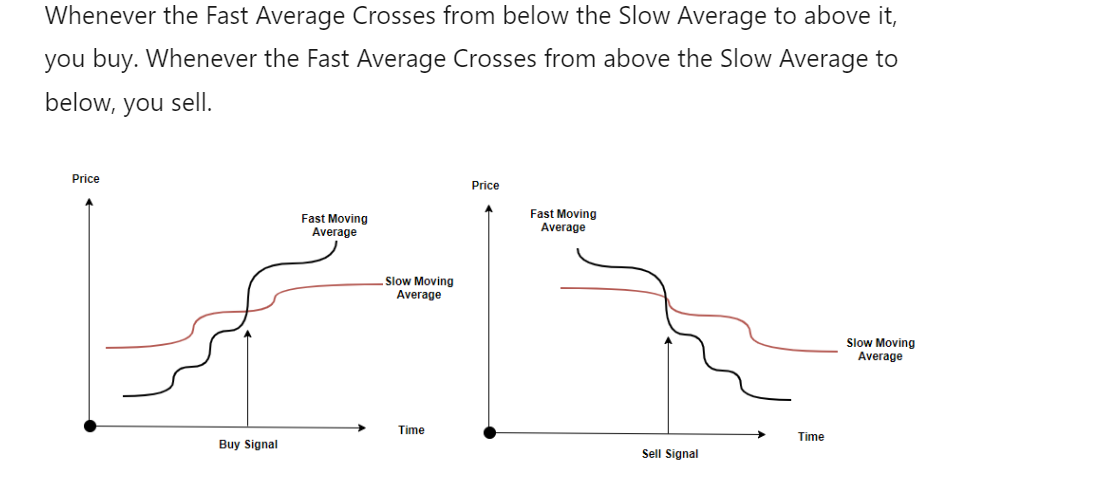 Whenever the Fast Average Crosses from below the Slow Average to above it,
you buy. Whenever the Fast Average Crosses from above the Slow Average to
below, you sell.
Price
Fast Moving
Average
Slow Moving
Average
Time
Buy Signal
Price
Fast Moving
Average
Slow Moving
Average
Time
Sell Signal